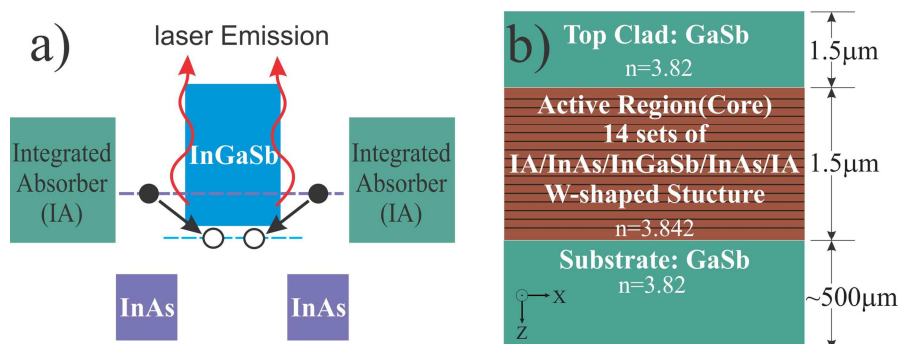 a)
laser Emission
InGaSb
Integrated
Absorber
(IA)
Integrated
Absorber
(IA)
InAs
InAs
b)
Top Clad: GaSb
n=3.82
1.5μm
Active Region(Core)
14 sets of
IA/InAs/InGaSb/InAs/IA
W-shaped Stucture
n=3.842
1.5μm
Substrate: GaSb
n=3.82
~500μm
X
Z